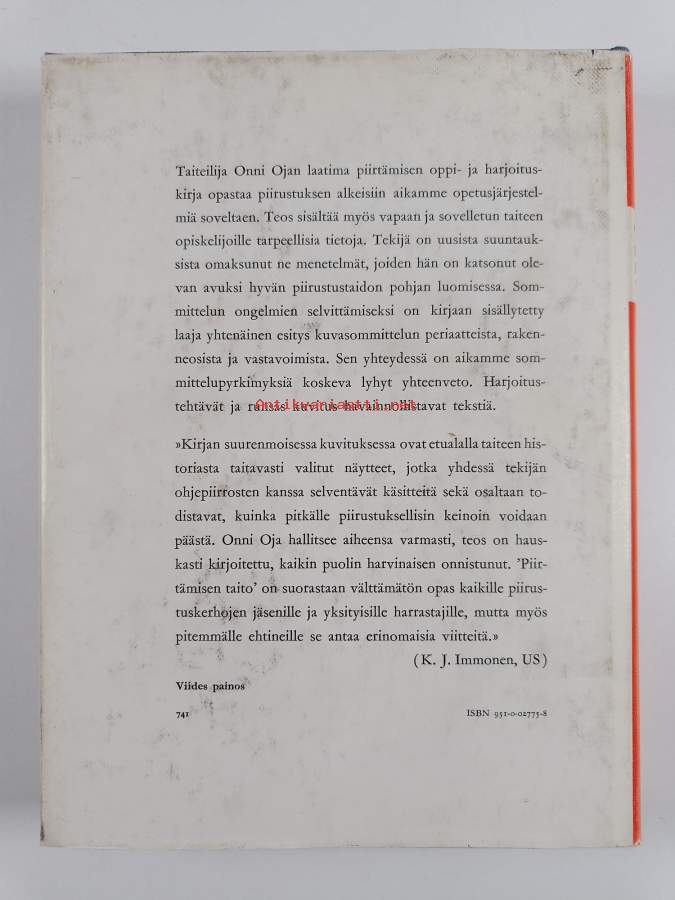 Taiteilija Onni Ojan laatima piirtämisen oppi- ja harjoitus-
kirja opastaa piirustuksen alkeisiin aikamme opetusjärjestel-
miä soveltaen. Teos sisältää myös vapaan ja sovelletun taiteen
opiskelijoille tarpeellisia tietoja. Tekijä on uusista suuntauk-
sista omaksunut ne menetelmät, joiden hän on katsonut ole-
van avuksi hyvän piirustustaidon pohjan luomisessa. Som-
mittelun ongelmien selvittämiseksi on kirjaan sisällytetty
laaja yhtenäinen esitys kuvasommittelun periaatteista, raken-
neosista ja vastavoimista. Sen yhteydessä on aikamme som-
mittelupyrkimyksiä koskeva lyhyt yhteenveto. Harjoitus-
tehtävät ja runsas kuvitus havainnollistavat tekstiä.
Antikvariaatti.net
»Kirjan suurenmoisessa kuvituksessa ovat etualalla taiteen his-
toriasta taitavasti valitut näytteet, jotka yhdessä tekijän
ohjepiirrosten kanssa selventävät käsitteitä sekä osaltaan to-
distavat, kuinka pitkälle piirustuksellisin keinoin voidaan
päästä. Onni Oja hallitsee aiheensa varmasti, teos on haus-
kasti kirjoitettu, kaikin puolin harvinaisen onnistunut. ’Piir-
tämisen taito’ on suorastaan välttämätön opas kaikille piirus-
tuskerhojen jäsenille ja yksityisille harrastajille, mutta myös
pitemmälle ehtineille se antaa erinomaisia viitteitä.»
(K. J. Immonen, US)
Viides painos
741 ISBN 951-0-02775-8